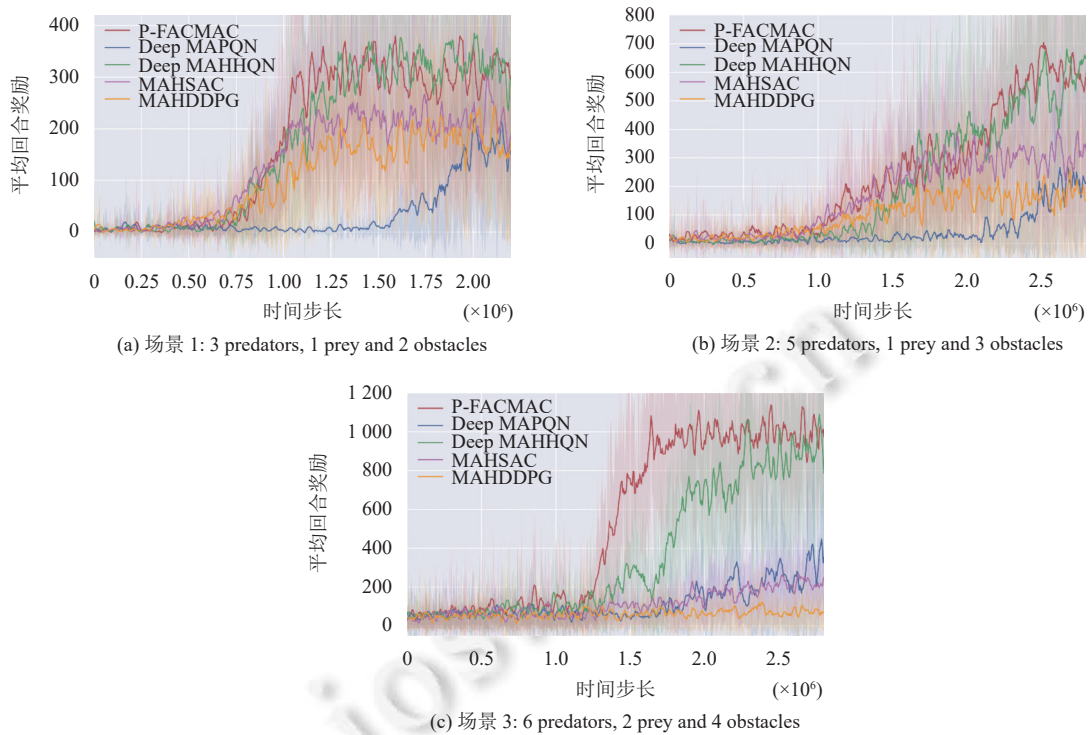 400
300
200
100
0
平均回合奖励
P-FACMAC
Deep MAPQN
Deep MAHHQN
MAHSAC
MAHDDPG
0 0.25 0.50 0.75 1.00 1.25 1.50 1.75 2.00
时间步长 (×10⁶)
(a) 场景 1: 3 predators, 1 prey and 2 obstacles
800
700
600
500
400
300
200
100
0
平均回合奖励
P-FACMAC
Deep MAPQN
Deep MAHHQN
MAHSAC
MAHDDPG
0 0.5 1.0 1.5 2.0 2.5
时间步长 (×10⁶)
(b) 场景 2: 5 predators, 1 prey and 3 obstacles
1 200
1 000
800
600
400
200
0
平均回合奖励
P-FACMAC
Deep MAPQN
Deep MAHHQN
MAHSAC
MAHDDPG
0 0.5 1.0 1.5 2.0 2.5
时间步长 (×10⁶)
(c) 场景 3: 6 predators, 2 prey and 4 obstacles